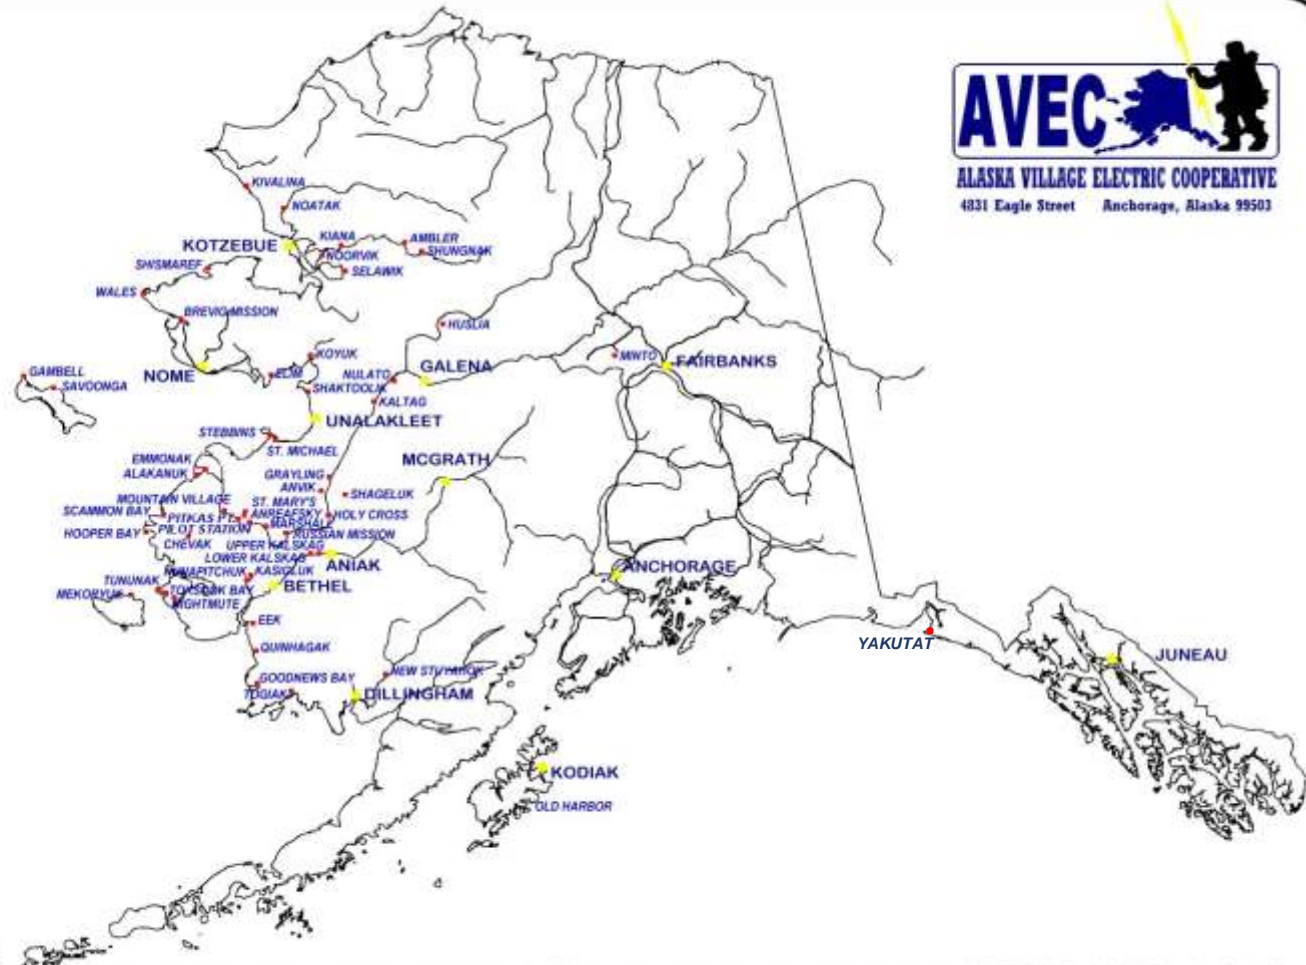 AVEC
ALASKA VILLAGE ELECTRIC COOPERATIVE
4831 Eagle Street Anchorage, Alaska 99503
KIVALINA
NOATAK
KOTZEBUE
KIANA
AMBLER
NOORVIK
SHUNGNAK
SHISMAREF
SELAWIK
WALES
BREVIG MISSION
HUSLIA
KOYUK
MINTO
FAIRBANKS
GALENA
NOME
ELIM
NULATO
GAMBELL
SAVOONGA
SHAKTOOLIK
KALTAG
UNALAKLEET
STEBBINS
ST. MICHAEL
EMMONAK
MCGRATH
ALAKANUK
GRAYLING
ANVIK
SHAGELUK
MOUNTAIN VILLAGE
ST. MARY'S
SCAMMON BAY
PITKAS PT.
ANREAFSKY
HOLY CROSS
HOOPER BAY
PILOT STATION
MARSHALL
RUSSIAN MISSION
CHEVAK
UPPER KALSKAG
LOWER KALSKAG
ANIAK
ANCHORAGE
NUNAPITCHUK
KASIGLUK
TUNUNAK
BETHEL
MEKORYUK
TOKSOOK BAY
NIGHTMUTE
EEK
YAKUTAT
QUINHAGAK
JUNEAU
NEW STUYAHOK
GOODNEWS BAY
TOGIAK
DILLINGHAM
KODIAK
OLD HARBOR